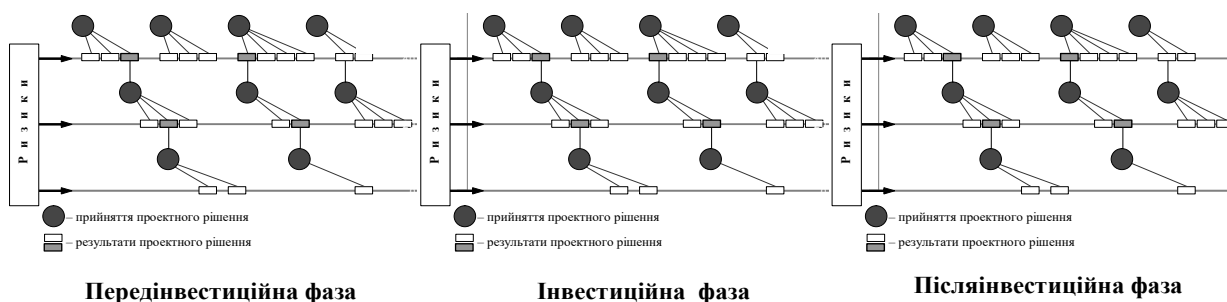 Ризики
Ризики
Ризики
– прийняття проектного рішення
– результати проектного рішення
– прийняття проектного рішення
– результати проектного рішення
– прийняття проектного рішення
– результати проектного рішення
Передінвестиційна фаза
Інвестиційна фаза
Післяінвестиційна фаза